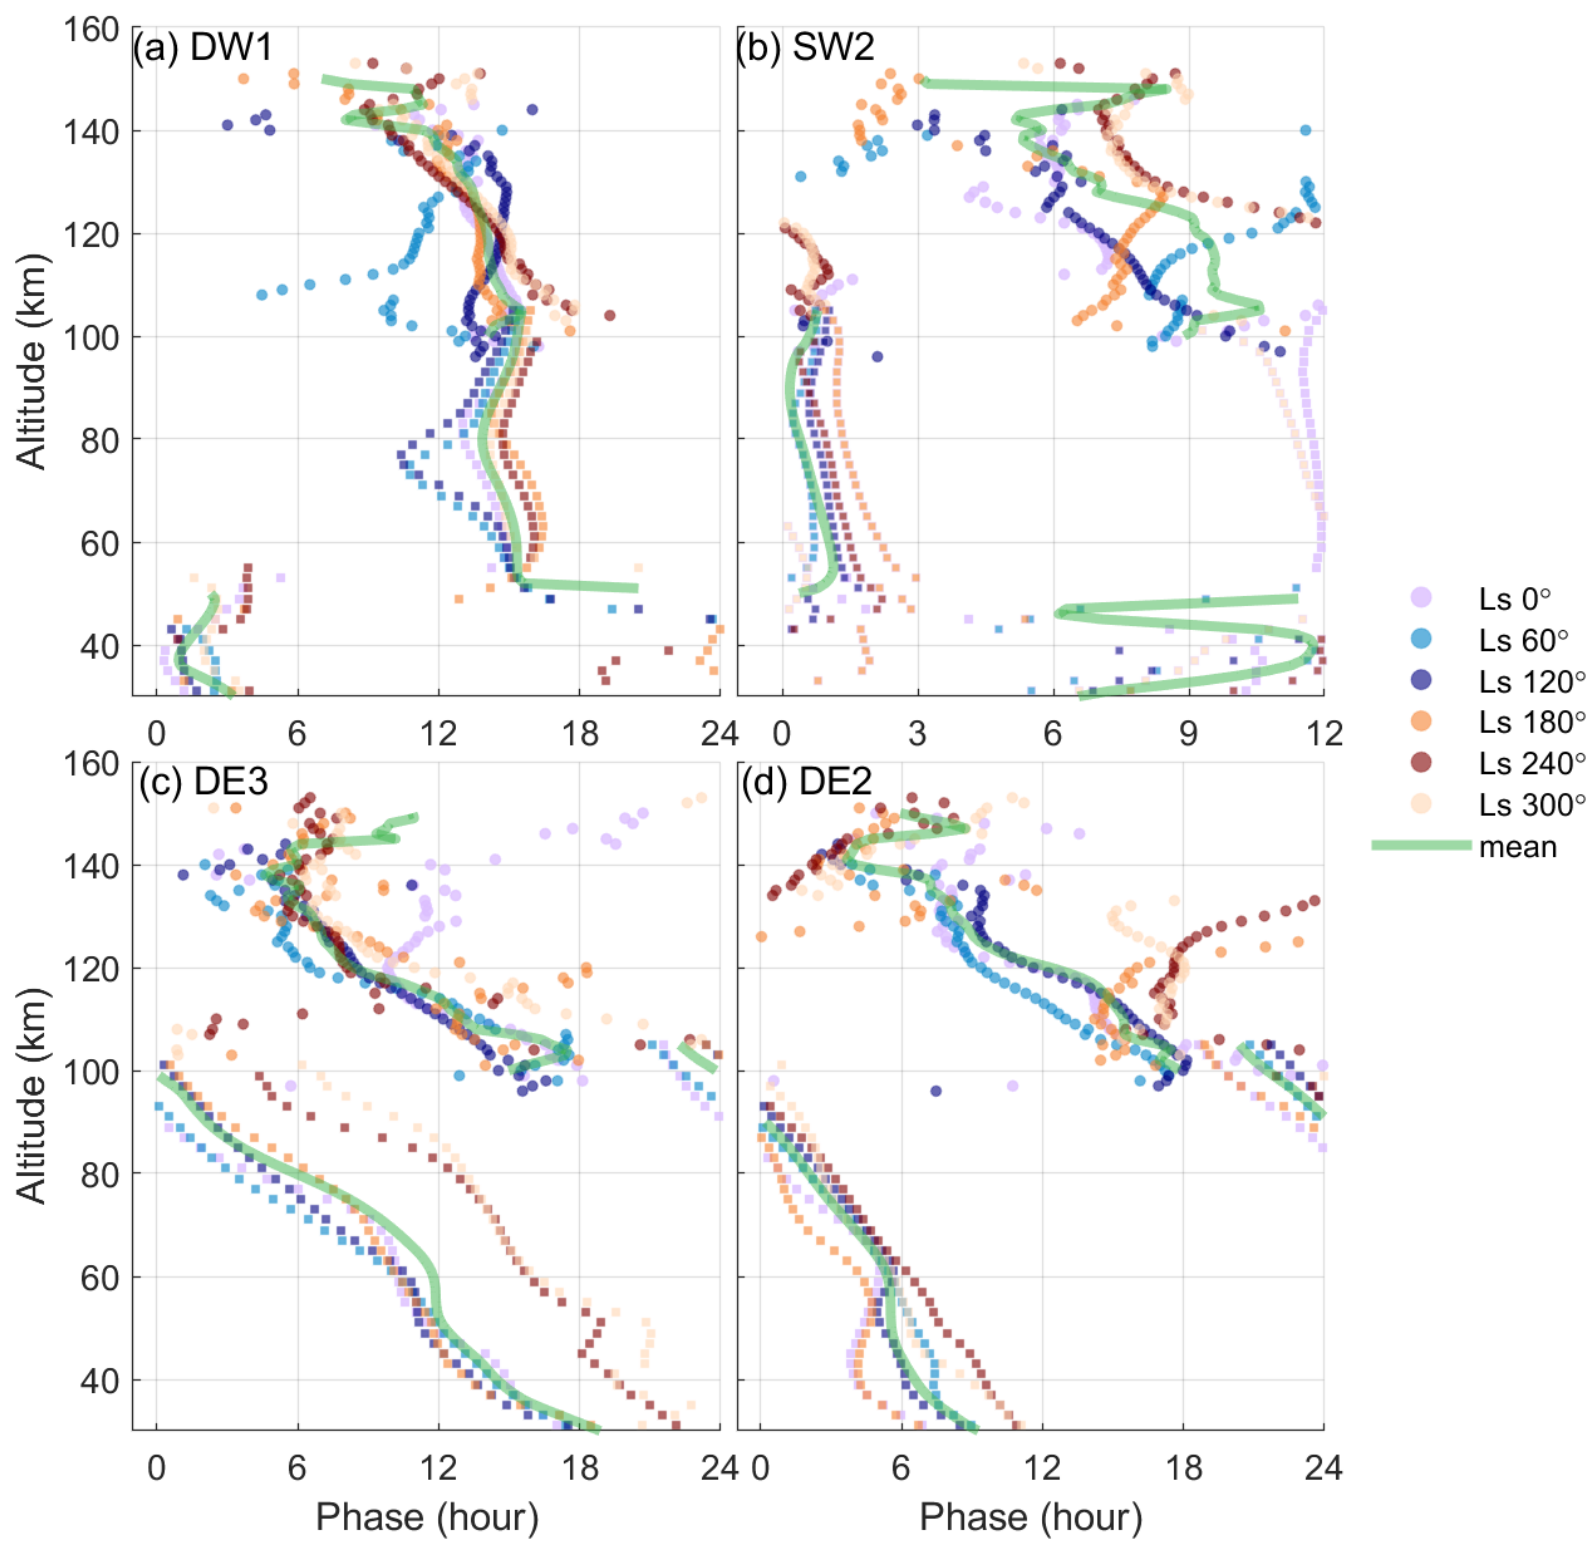 160
(a) DW1
(b) SW2
140
120
100
80
60
40
Altitude (km)
0 6 12 18 24
0 3 6 9 12
160
(c) DE3
(d) DE2
140
120
100
80
60
40
Altitude (km)
0 6 12 18 24
0 6 12 18 24
Phase (hour)
Phase (hour)
Ls 0°
Ls 60°
Ls 120°
Ls 180°
Ls 240°
Ls 300°
mean